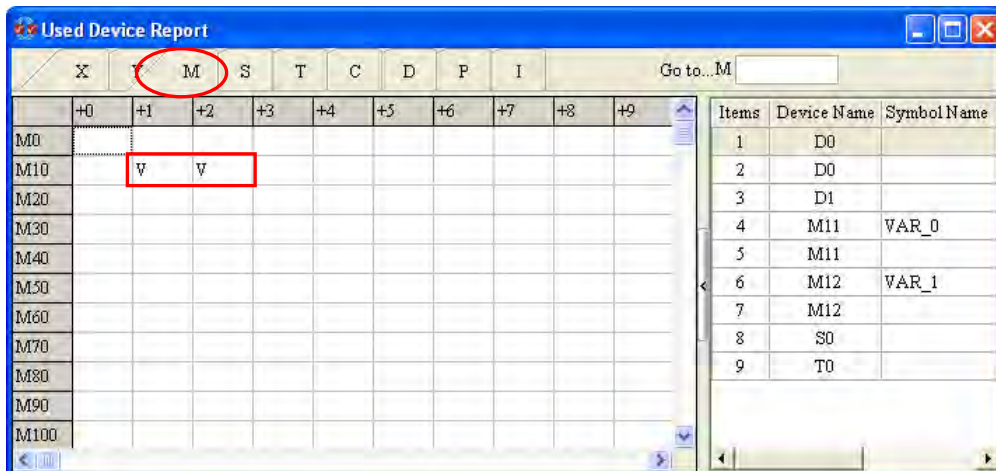 Used Device Report
X Y M S T C D P I Go to...M
+0 +1 +2 +3 +4 +5 +6 +7 +8 +9
M0
M10 V V
M20
M30
M40
M50
M60
M70
M80
M90
M100
Items Device Name Symbol Name
1 D0
2 D0
3 D1
4 M11 VAR_0
5 M11
6 M12 VAR_1
7 M12
8 S0
9 T0